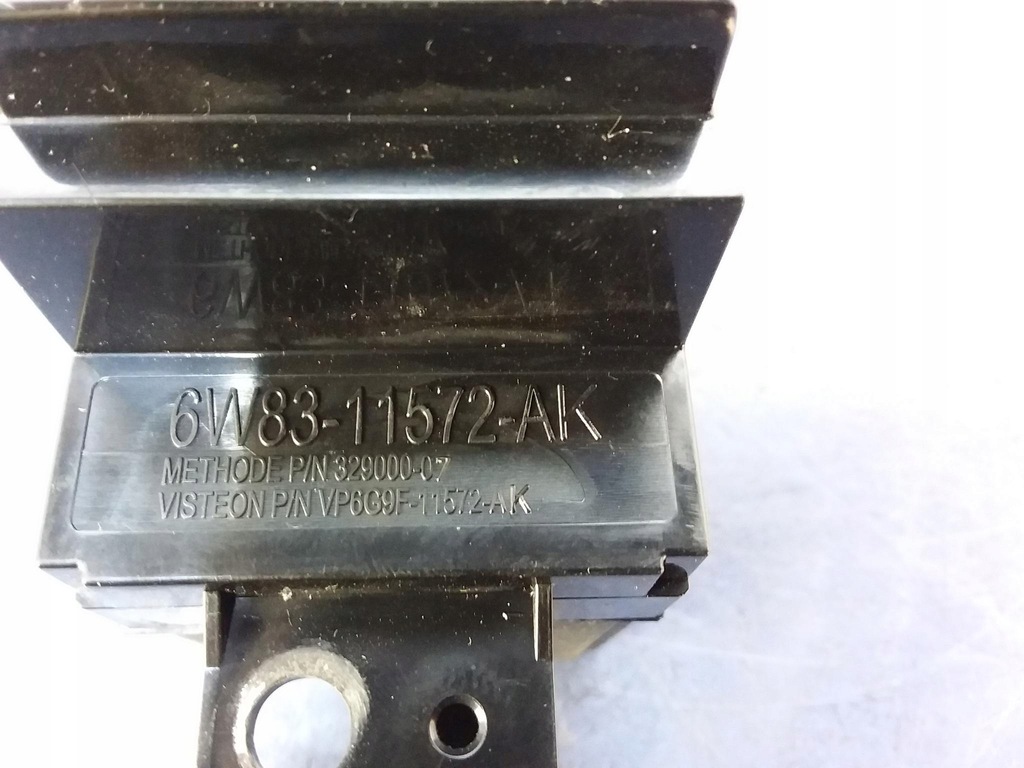 6W83-11572-AK
METHODE P/N 329000-07
VISTEON P/N VP6G9F-11572-AK